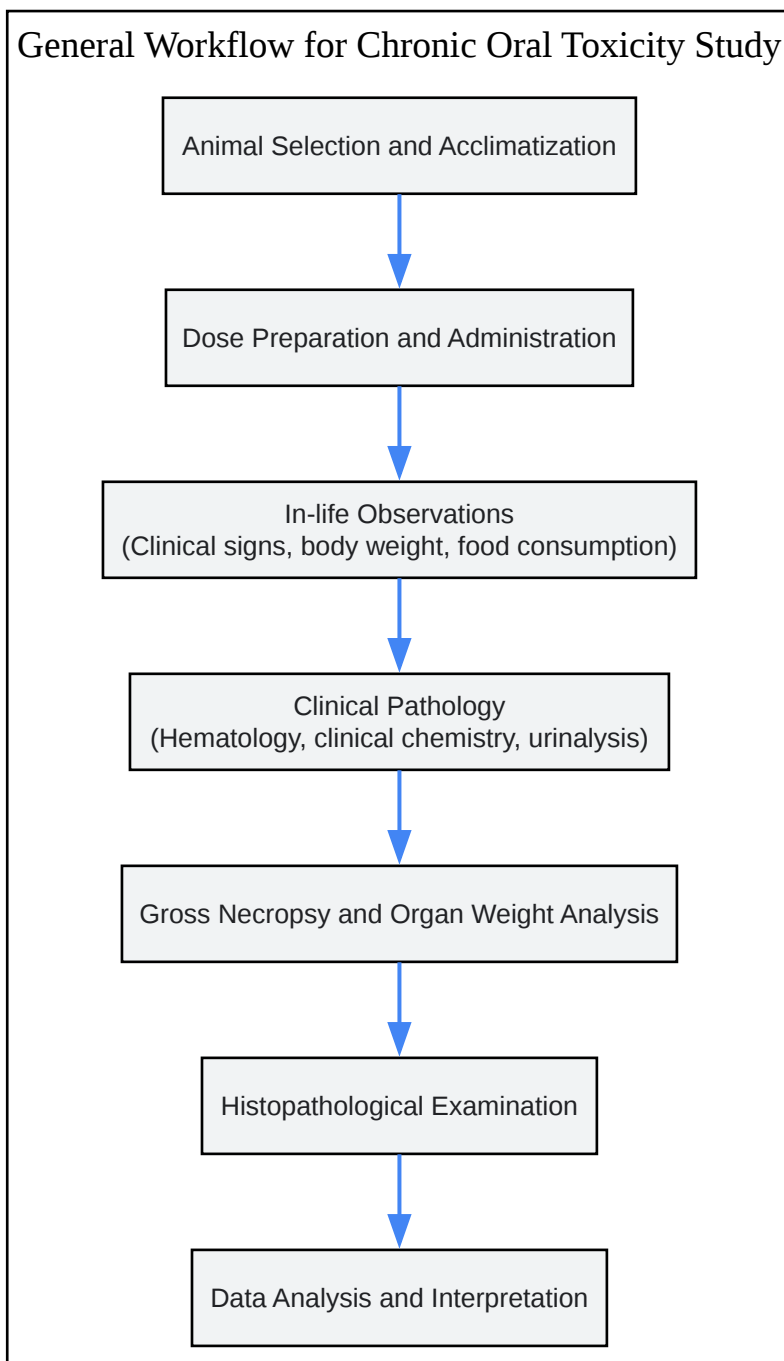 General Workflow for Chronic Oral Toxicity Study
Animal Selection and Acclimatization
Dose Preparation and Administration
In-life Observations
(Clinical signs, body weight, food consumption)
Clinical Pathology
(Hematology, clinical chemistry, urinalysis)
Gross Necropsy and Organ Weight Analysis
Histopathological Examination
Data Analysis and Interpretation